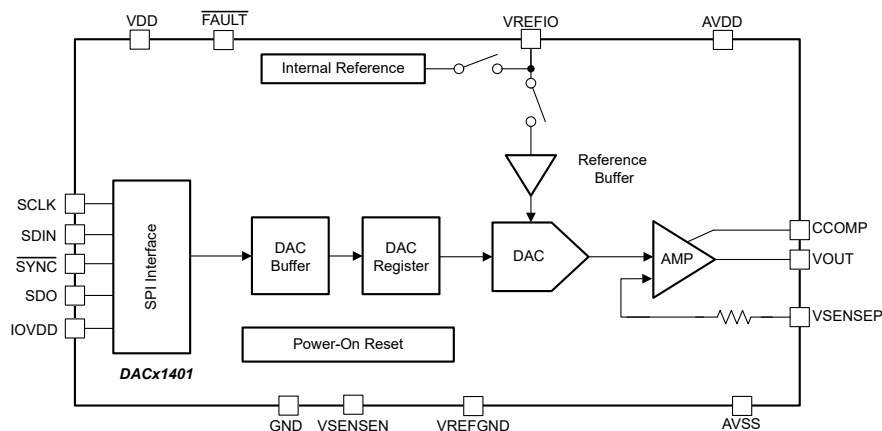 VDD
FAULT
VREFIO
AVDD
Internal Reference
Reference
Buffer
SCLK
SDIN
SYNC
SDO
IOVDD
SPI Interface
DAC
Buffer
DAC
Register
DAC
AMP
CCOMP
VOUT
VSENSEP
Power-On Reset
DACx1401
GND
VSENSEN
VREFGND
AVSS